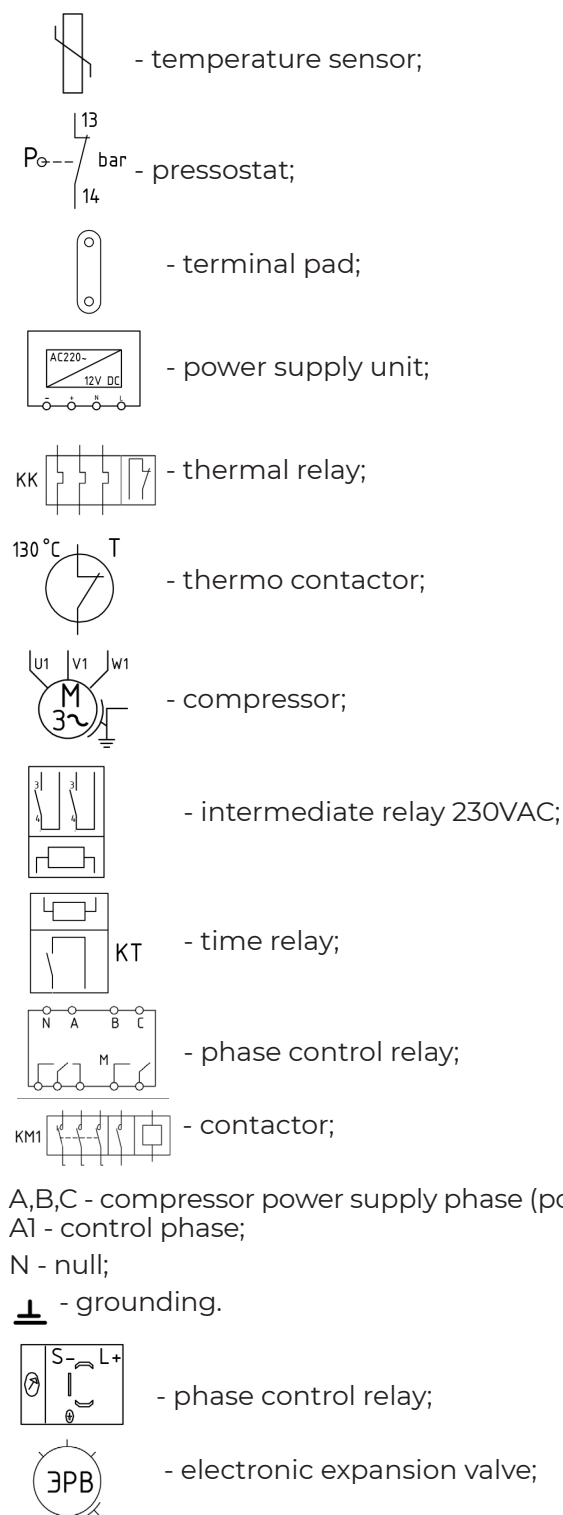 - temperature sensor;
13
P bar - pressostat;
14
- terminal pad;
AC220~
12V DC
- + N L
- power supply unit;
KK - thermal relay;
130°C T
- thermo contactor;
U1 V1 W1
M
3~
- compressor;
3 3
4 4
- intermediate relay 230VAC;
KT - time relay;
N A B C
M
- phase control relay;
KM1 - contactor;
A,B,C - compressor power supply phase
A1 - control phase;
N - null;
- grounding.
S- L+
- phase control relay;
ЭРВ - electronic expansion valve;